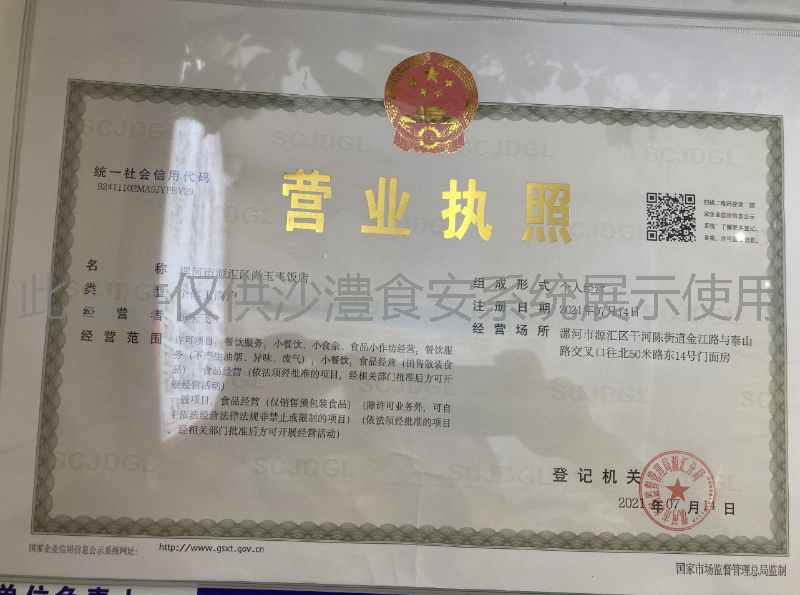 统一社会信用代码
92411102MA9JYPBY29
营业执照
扫描二维码登录“国
家企业信用信息公示
系统”了解更多登记、
备案、许可监管信息。
名称 漯河市源汇区尚玉飞饭店
类型
经营者
经营范围 许可项目：餐饮服务；小餐饮、小食杂、食品小作坊经营；餐饮服
务（不产生油烟、异味、废气）；小餐饮；食品经营（销售散装食
品）；食品经营（依法须经批准的项目，经相关部门批准后方可开
展经营活动）
一般项目：食品经营（仅销售预包装食品）（除许可业务外，可自
主依法经营法律法规非禁止或限制的项目）（依法须经批准的项目
，经相关部门批准后方可开展经营活动）
组成形式 个人经营
注册日期 2021年07月14日
经营场所 漯河市源汇区干河陈街道金江路与泰山
路交叉口往北50米路东14号门面房
仅供沙澧食安系统展示使用
登记机关
2021年07月14日
国家企业信用信息公示系统网址： http://www.gsxt.gov.cn
国家市场监督管理总局监制